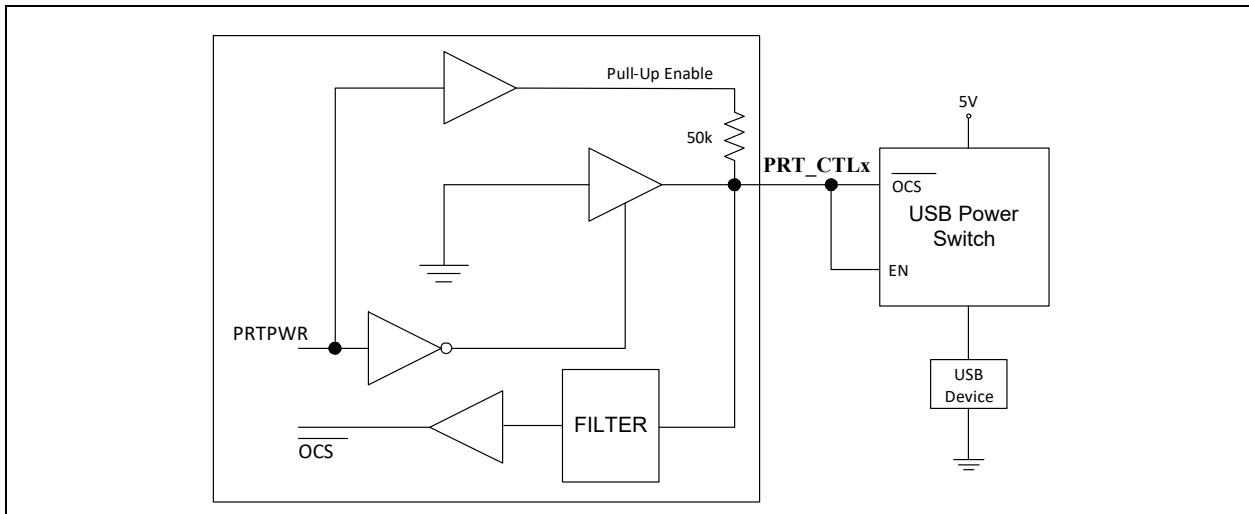 Pull-Up Enable
5V
50k
PRT_CTLx
OCS
USB Power
Switch
EN
PRTPWR
USB
Device
FILTER
OCS